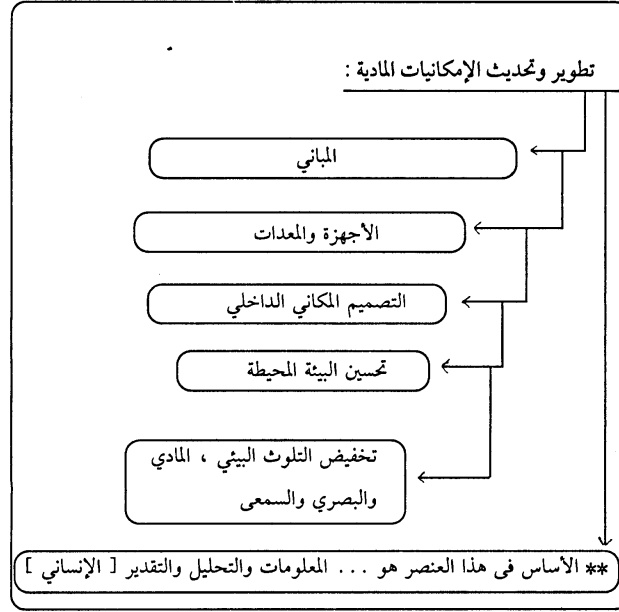 تطوير وتحديث الإمكانيات المادية :
المباني
الأجهزة والمعدات
التصميم المكاني الداخلي
تحسين البيئة المحيطة
تخفيض التلوث البيئي ، المادي
والبصري والسمعى
** الأساس فى هذا العنصر هو ... المعلومات والتحليل والتقدير [ الإنساني ]